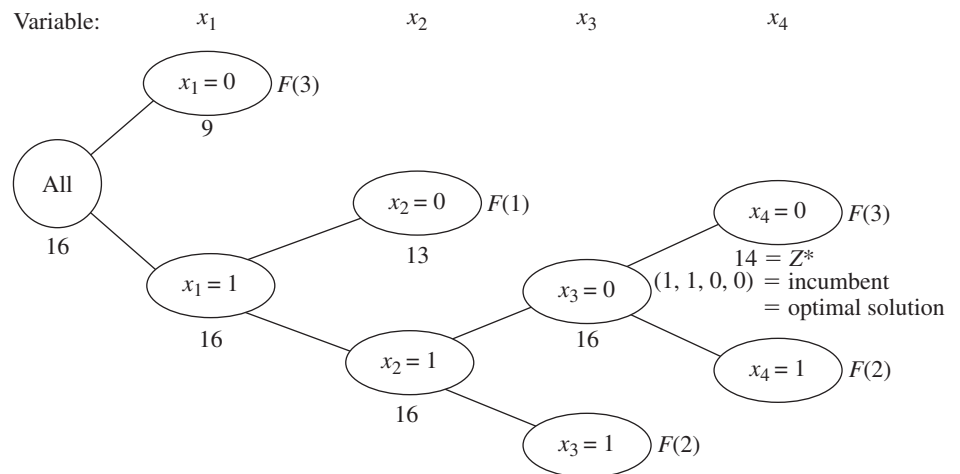 Variable: x₁ x₂ x₃ x₄
x₁ = 0 F(3)
9
All
16
x₂ = 0 F(1)
13
x₄ = 0 F(3)
14 = Z*
(1, 1, 0, 0) = incumbent
= optimal solution
x₁ = 1
16
x₃ = 0
16
x₂ = 1
16
x₄ = 1 F(2)
x₃ = 1 F(2)